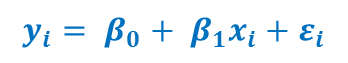 yᵢ = β₀ + β₁xᵢ + εᵢ